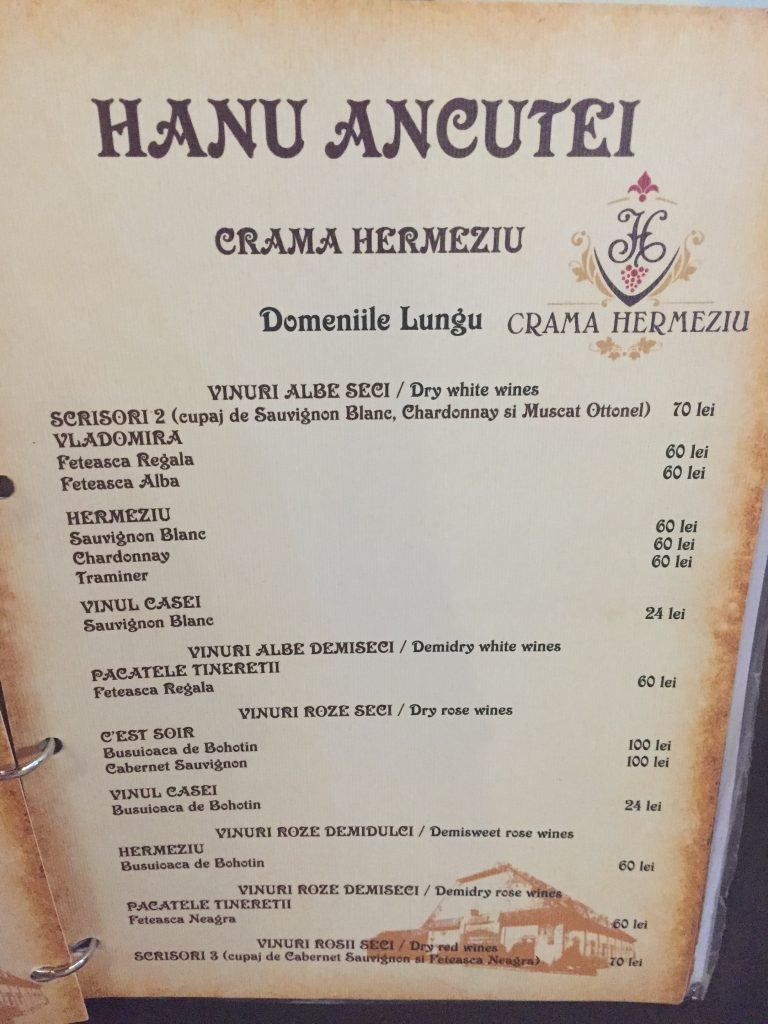 HANU ANCUTEI
CRAMA HERMEZIU
H
Domeniile Lungu
CRAMA HERMEZIU
VINURI ALBE SECI / Dry white wines
SCRISORI 2 (cupaj de Sauvignon Blanc, Chardonnay si Muscat Ottonel) 70 lei
VLADOMIRA
Feteasca Regala 60 lei
Feteasca Alba 60 lei
HERMEZIU
Sauvignon Blanc 60 lei
Chardonnay 60 lei
Traminer 60 lei
VINUL CASEI
Sauvignon Blanc 24 lei
VINURI ALBE DEMISECI / Demidry white wines
PACATELE TINERETII
Feteasca Regala 60 lei
VINURI ROZE SECI / Dry rose wines
C'EST SOIR
Busuioaca de Bohotin 100 lei
Cabernet Sauvignon 100 lei
VINUL CASEI
Busuioaca de Bohotin 24 lei
VINURI ROZE DEMIDULCI / Demisweet rose wines
HERMEZIU
Busuioaca de Bohotin 60 lei
VINURI ROZE DEMISECI / Demidry rose wines
PACATELE TINERETII
Feteasca Neagra 60 lei
VINURI ROSII SECI / Dry red wines
SCRISORI 3 (cupaj de Cabernet Sauvignon si Feteasca Neagra) 70 lei